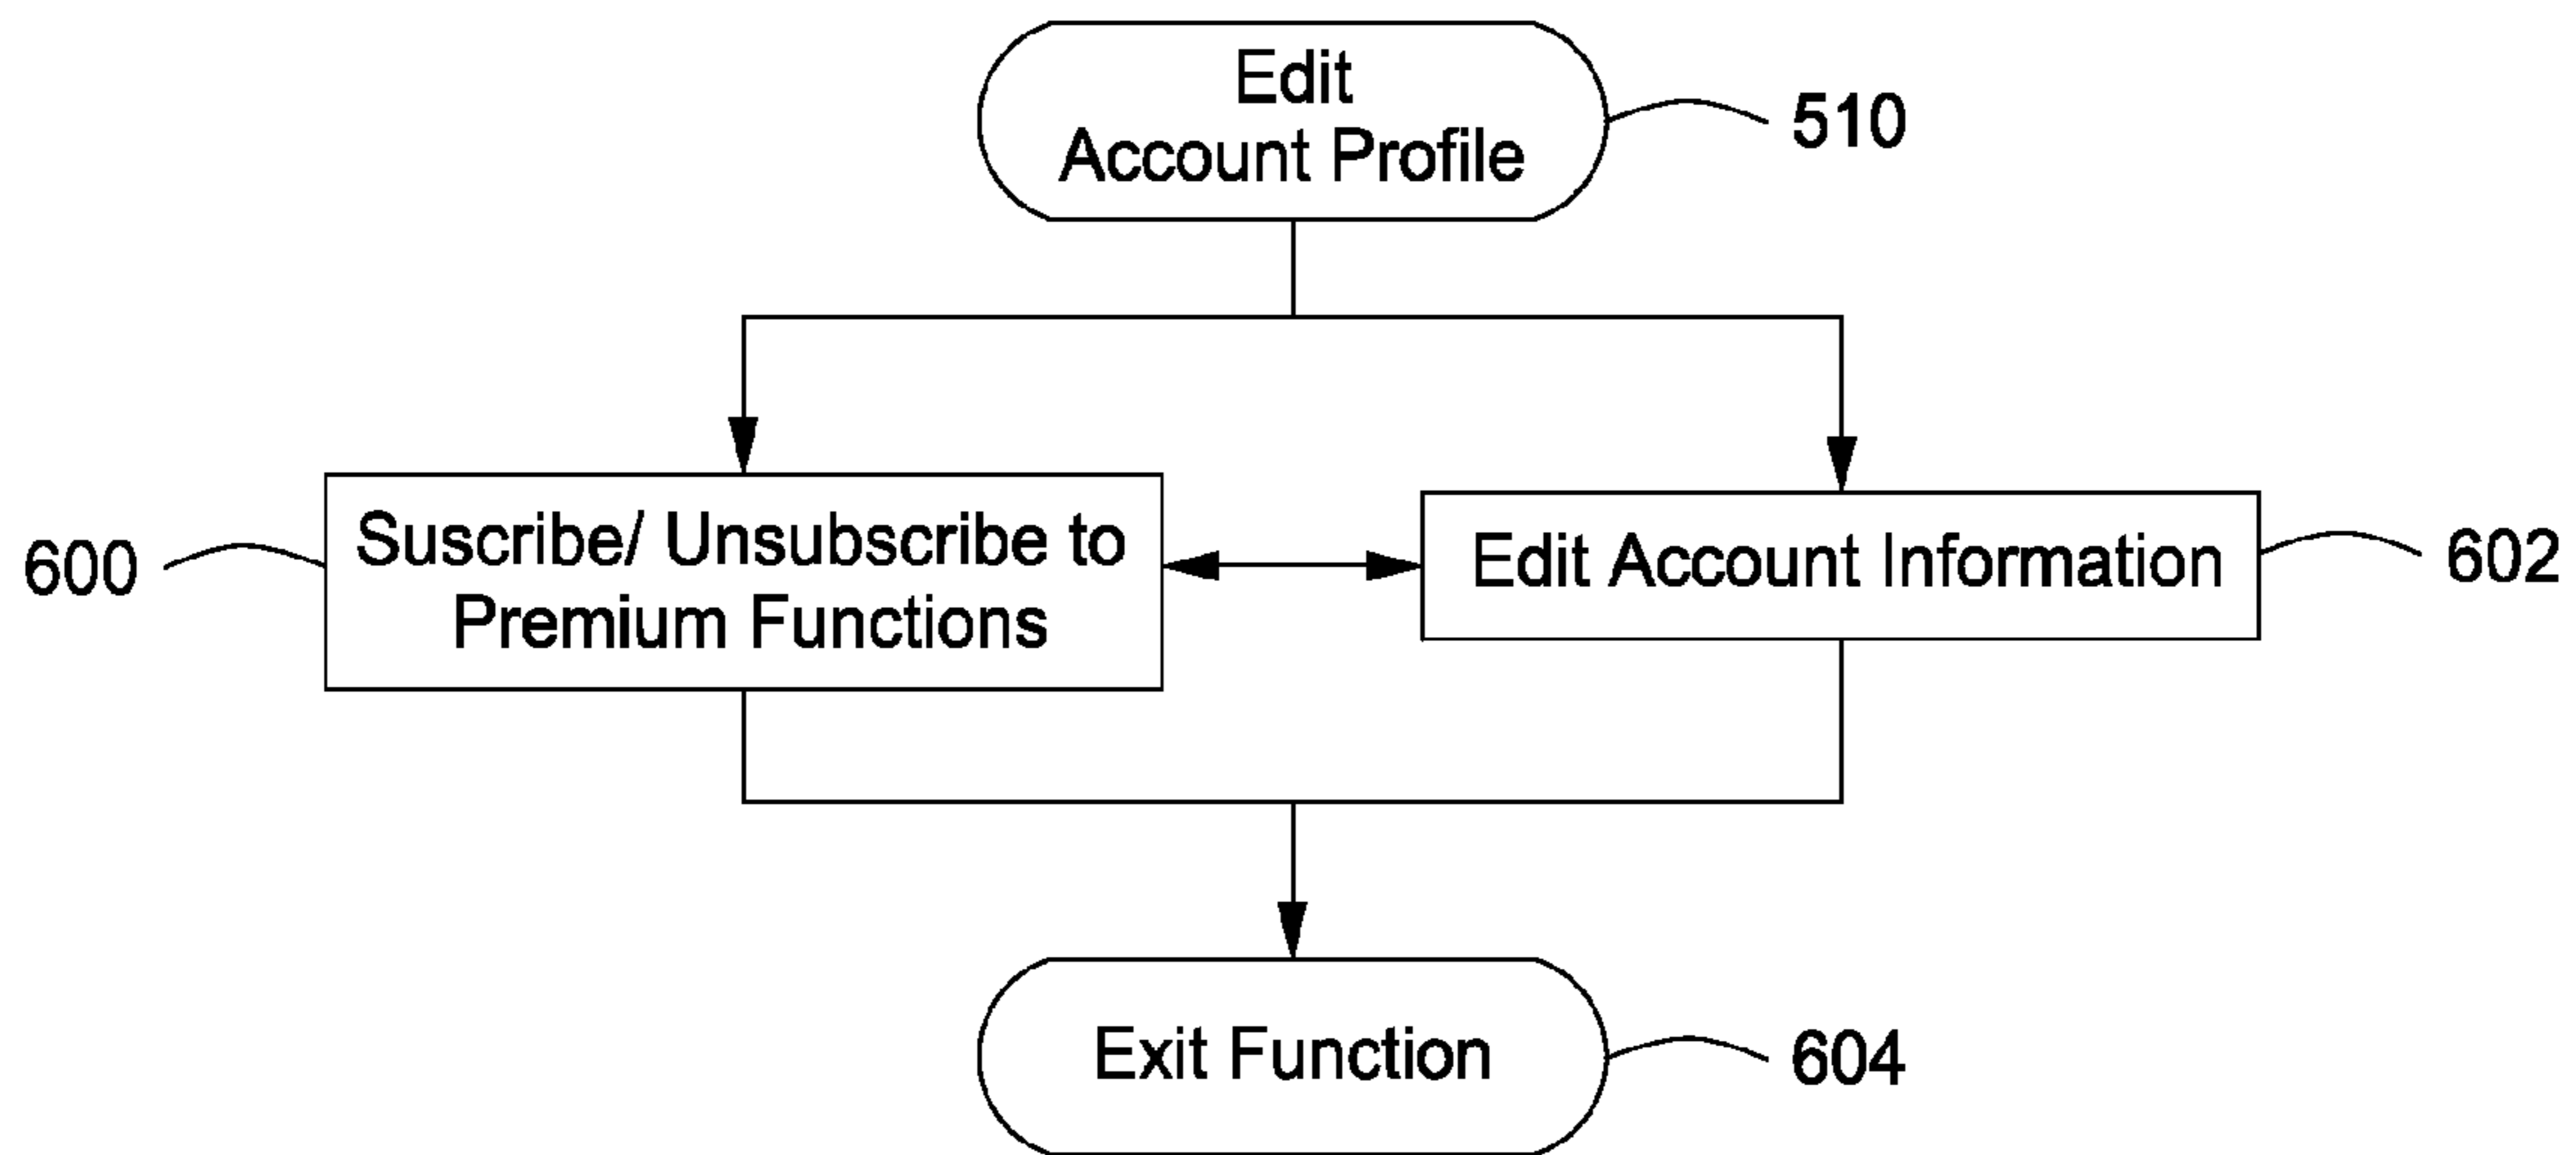 Edit
Account Profile
510
600
Suscribe/ Unsubscribe to
Premium Functions
Edit Account Information
602
Exit Function
604